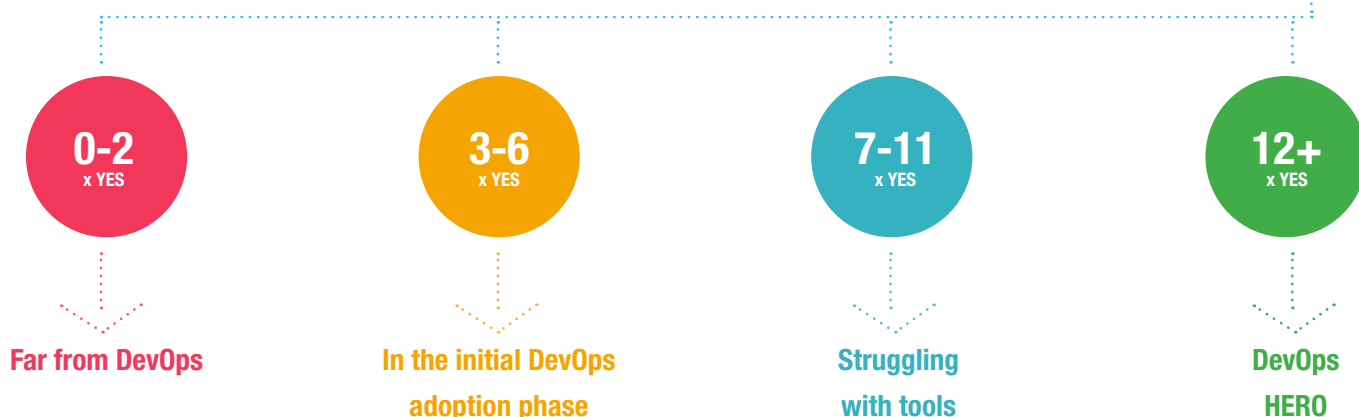 0-2
x YES
3-6
x YES
7-11
x YES
12+
x YES
Far from DevOps
In the initial DevOps
adoption phase
Struggling
with tools
DevOps
HERO